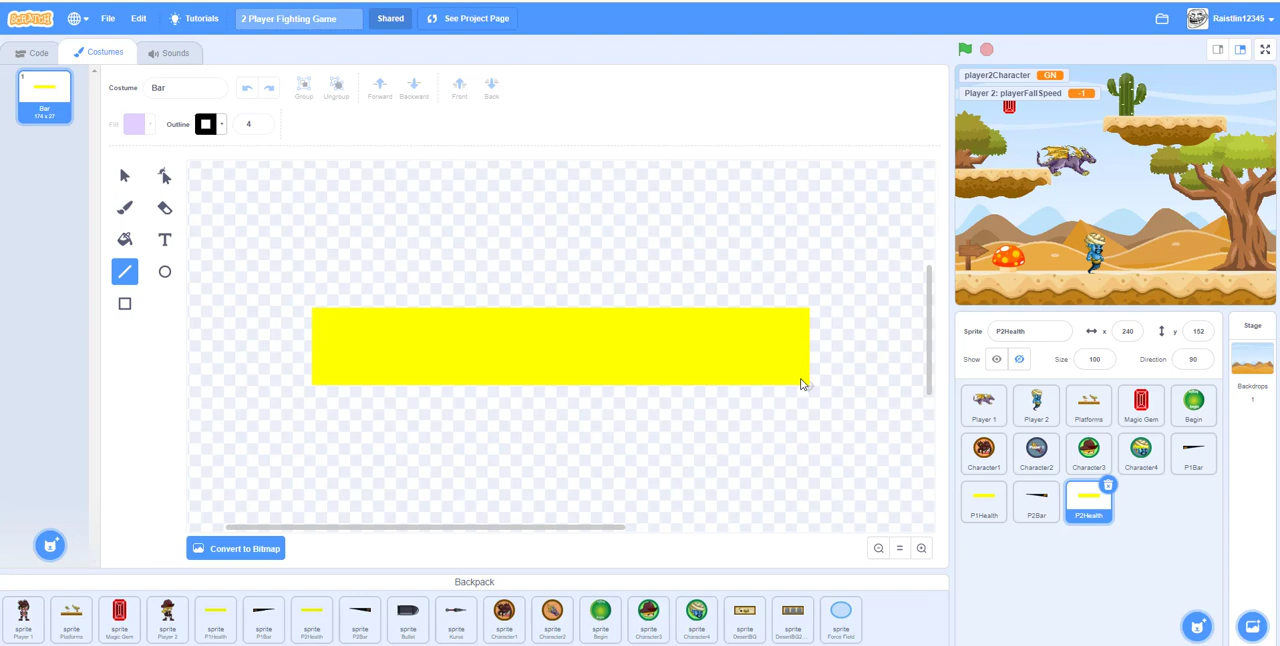 SCRATCH File Edit Tutorials 2 Player Fighting Game Shared See Project Page Raistlin12345
Code Costumes Sounds
1
Bar
174 x 27
Costume Bar Group Ungroup Forward Backward Front Back
Fill Outline 4
Convert to Bitmap
player2Character GN
Player 2: playerFallSpeed -1
Sprite P2Health x 240 y 152
Show Size 100 Direction 90
Stage
Backdrops
1
Player 1 Player 2 Platforms Magic Gem Begin
Character1 Character2 Character3 Character4 P1Bar
P1Health P2Bar P2Health
Backpack
sprite sprite sprite sprite sprite sprite sprite sprite sprite sprite sprite sprite sprite sprite sprite sprite sprite sprite
Player 1 Platforms Magic Gem Player 2 P1Health P1Bar P2Health P2Bar Bullet Kunai Character1 Character2 Begin Character3 Character4 DesertBG DesertBG2... Force Field